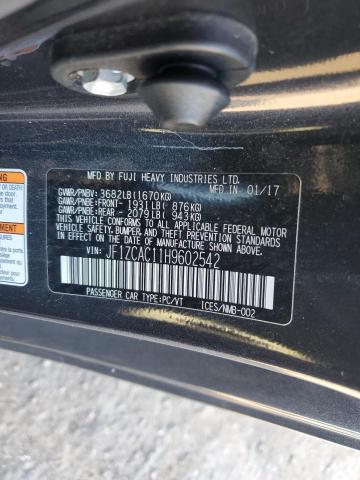 MFD BY FUJI HEAVY INDUSTRIES LTD.
MFD IN 01/17
GVWR/PNBV: 3682LB(1670KG)
GAWR/PNBE:FRONT- 1931LB( 876KG)
GAWR/PNBE:REAR - 2079LB( 943KG)
THIS VEHICLE CONFORMS TO ALL APPLICABLE FEDERAL MOTOR
VEHICLE SAFETY, BUMPER, AND THEFT PREVENTION STANDARDS
IN EFFECT ON THE DATE OF MANUFACTURE SHOWN ABOVE.
VIN: JF1ZCAC11H9602542
PASSENGER CAR TYPE:PC/VT ICES/NMB-002